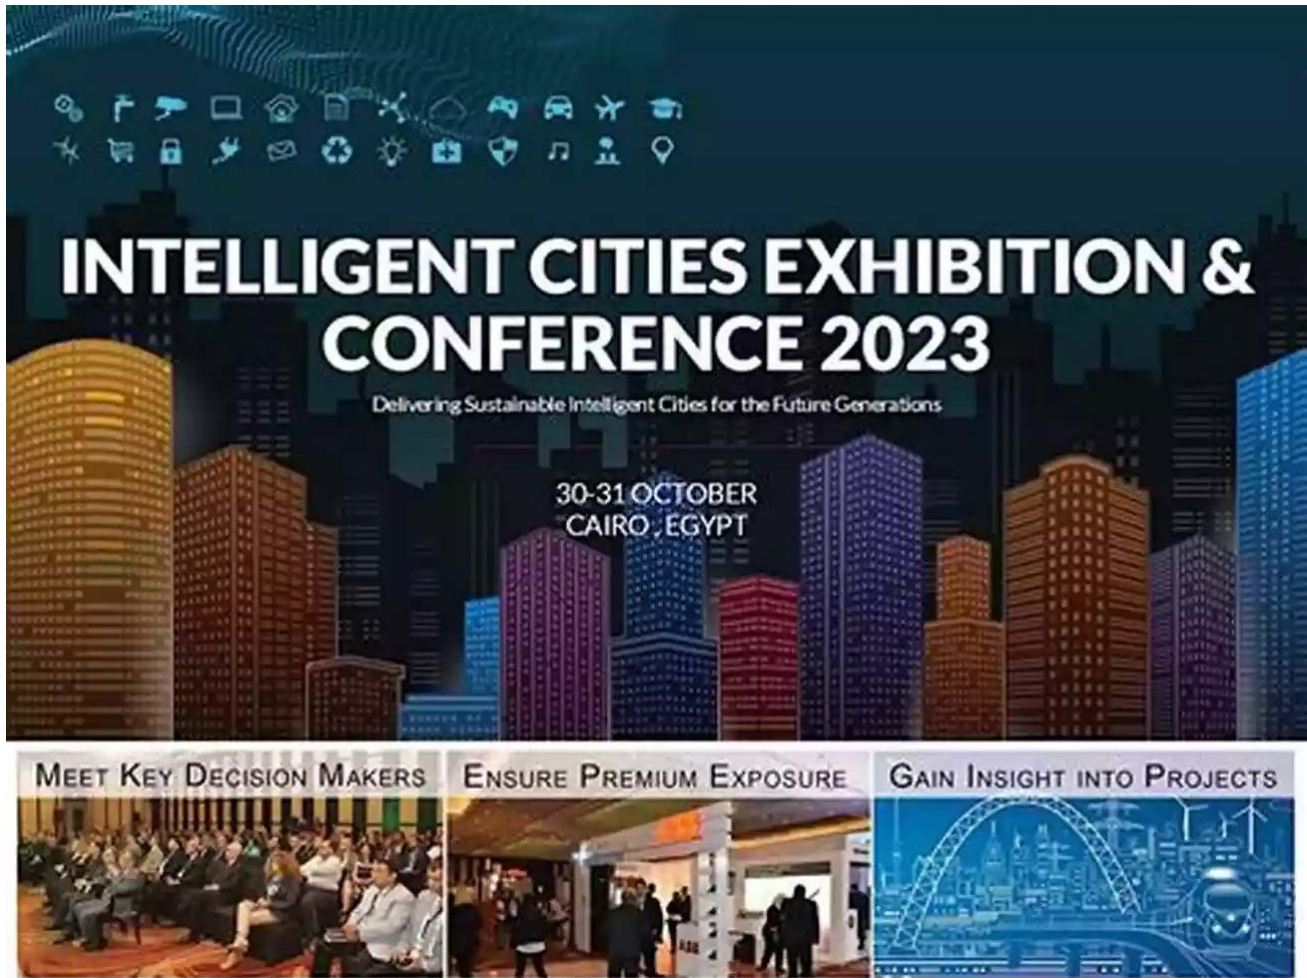 INTELLIGENT CITIES EXHIBITION &
CONFERENCE 2023
Delivering Sustainable Intelligent Cities for the Future Generations
30-31 OCTOBER
CAIRO , EGYPT
MEET KEY DECISION MAKERS
ENSURE PREMIUM EXPOSURE
GAIN INSIGHT INTO PROJECTS